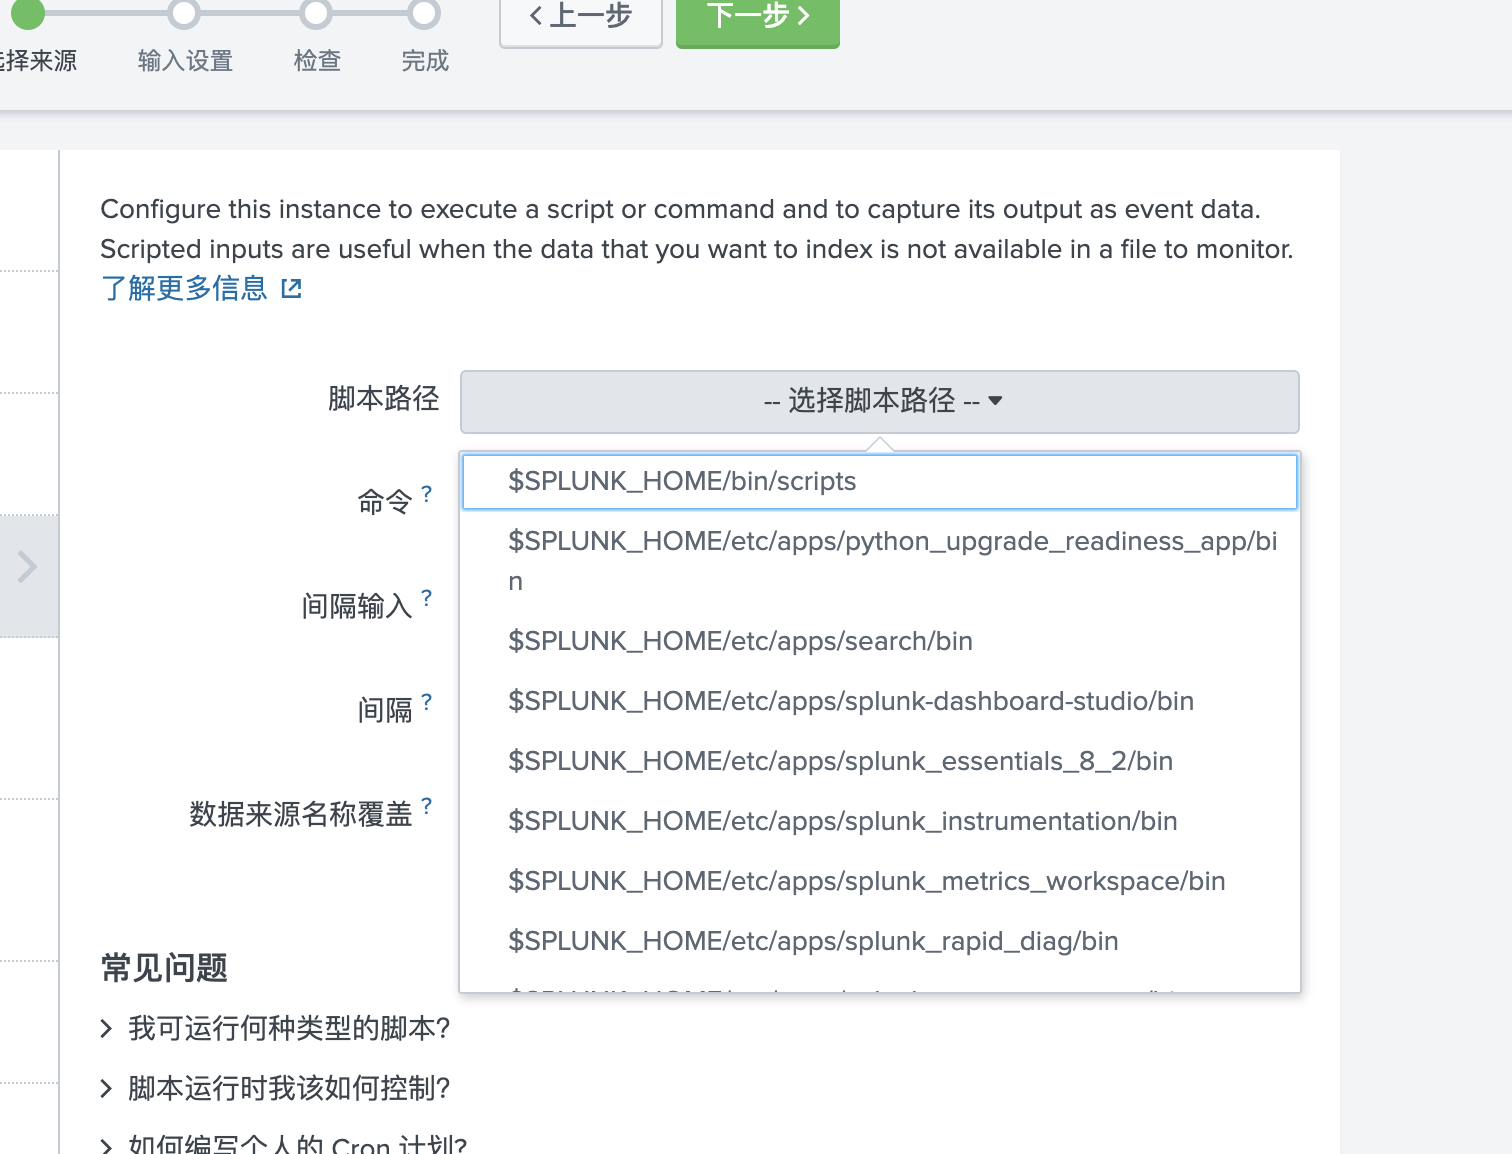 择来源
输入设置
检查
完成
上一步
下一步
Configure this instance to execute a script or command and to capture its output as event data.
Scripted inputs are useful when the data that you want to index is not available in a file to monitor.
了解更多信息
脚本路径
-- 选择脚本路径 --
$SPLUNK_HOME/bin/scripts
命令 ?
$SPLUNK_HOME/etc/apps/python_upgrade_readiness_app/bi
n
间隔输入 ?
$SPLUNK_HOME/etc/apps/search/bin
间隔 ?
$SPLUNK_HOME/etc/apps/splunk-dashboard-studio/bin
$SPLUNK_HOME/etc/apps/splunk_essentials_8_2/bin
数据来源名称覆盖 ?
$SPLUNK_HOME/etc/apps/splunk_instrumentation/bin
$SPLUNK_HOME/etc/apps/splunk_metrics_workspace/bin
$SPLUNK_HOME/etc/apps/splunk_rapid_diag/bin
常见问题
我可运行何种类型的脚本?
脚本运行时我该如何控制?
如何编写个人的 Cron 计划?